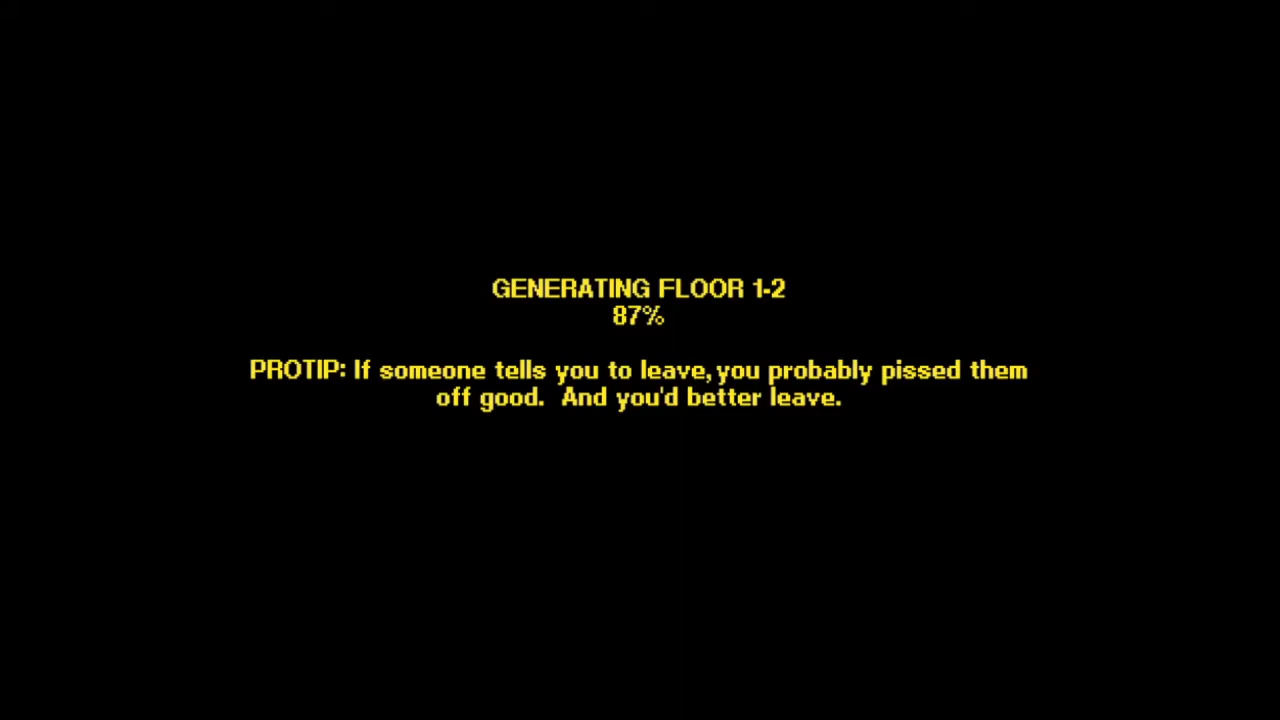 GENERATING FLOOR 1-2
87%
PROTIP: If someone tells you to leave, you probably pissed them
off good.  And you'd better leave.